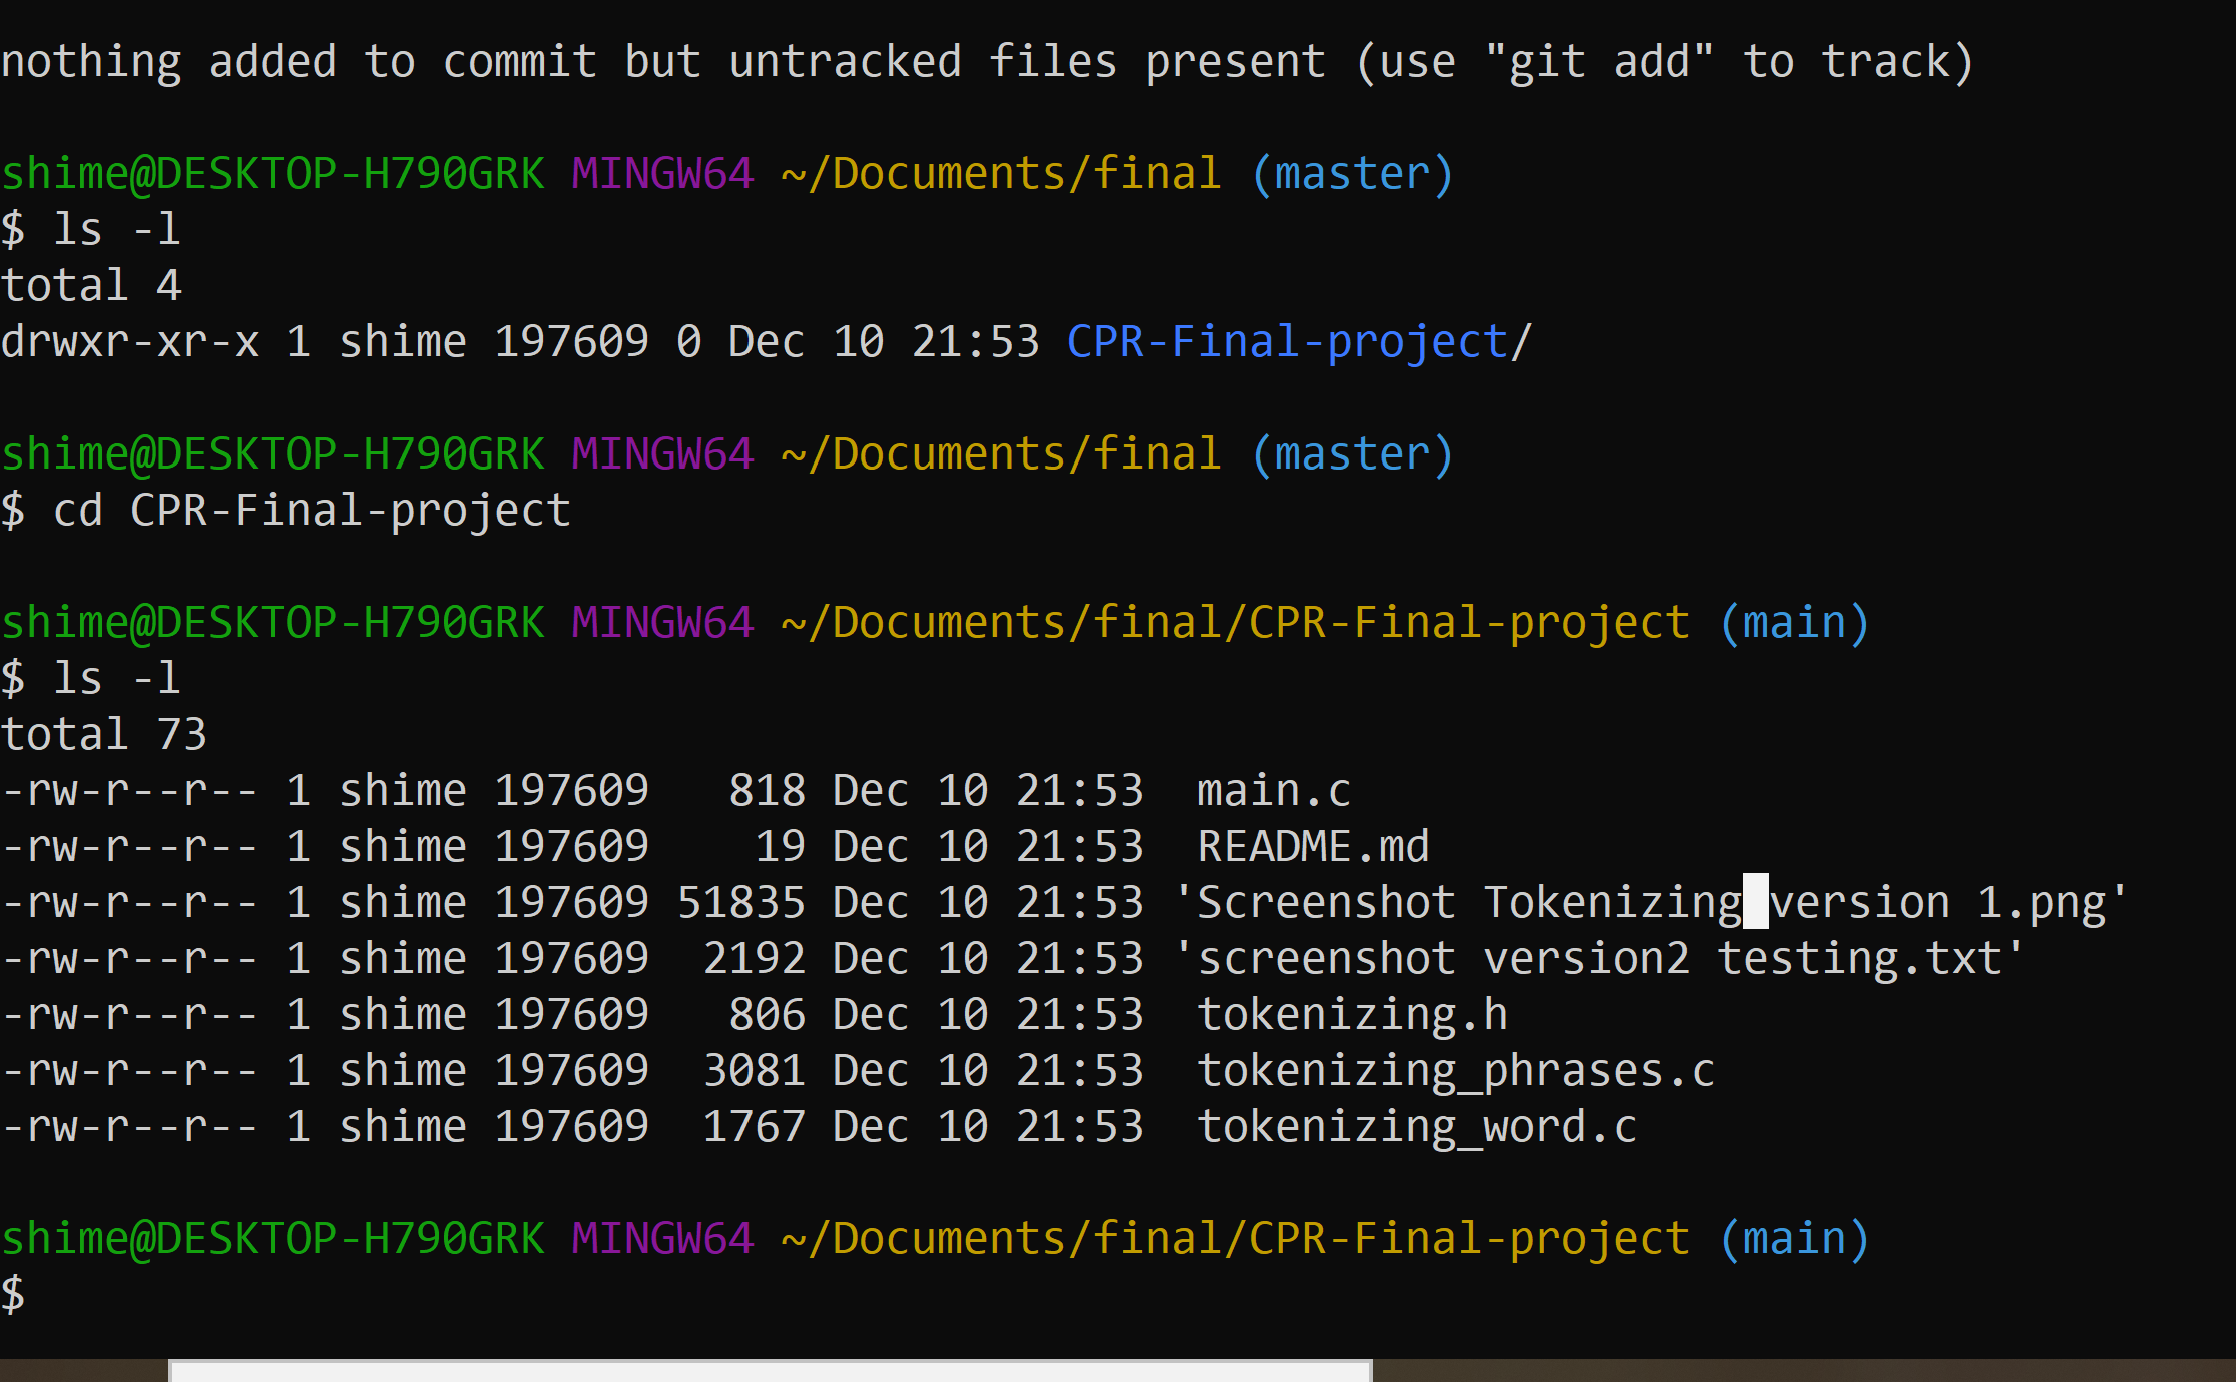 nothing added to commit but untracked files present (use "git add" to track)
shime@DESKTOP-H790GRK MINGW64 ~/Documents/final (master)
$ ls -l
total 4
drwxr-xr-x 1 shime 197609 0 Dec 10 21:53 CPR-Final-project/
shime@DESKTOP-H790GRK MINGW64 ~/Documents/final (master)
$ cd CPR-Final-project
shime@DESKTOP-H790GRK MINGW64 ~/Documents/final/CPR-Final-project (main)
$ ls -l
total 73
-rw-r--r-- 1 shime 197609   818 Dec 10 21:53  main.c
-rw-r--r-- 1 shime 197609    19 Dec 10 21:53  README.md
-rw-r--r-- 1 shime 197609 51835 Dec 10 21:53 'Screenshot Tokenizing version 1.png'
-rw-r--r-- 1 shime 197609  2192 Dec 10 21:53 'screenshot version2 testing.txt'
-rw-r--r-- 1 shime 197609   806 Dec 10 21:53  tokenizing.h
-rw-r--r-- 1 shime 197609  3081 Dec 10 21:53  tokenizing_phrases.c
-rw-r--r-- 1 shime 197609  1767 Dec 10 21:53  tokenizing_word.c
shime@DESKTOP-H790GRK MINGW64 ~/Documents/final/CPR-Final-project (main)
$